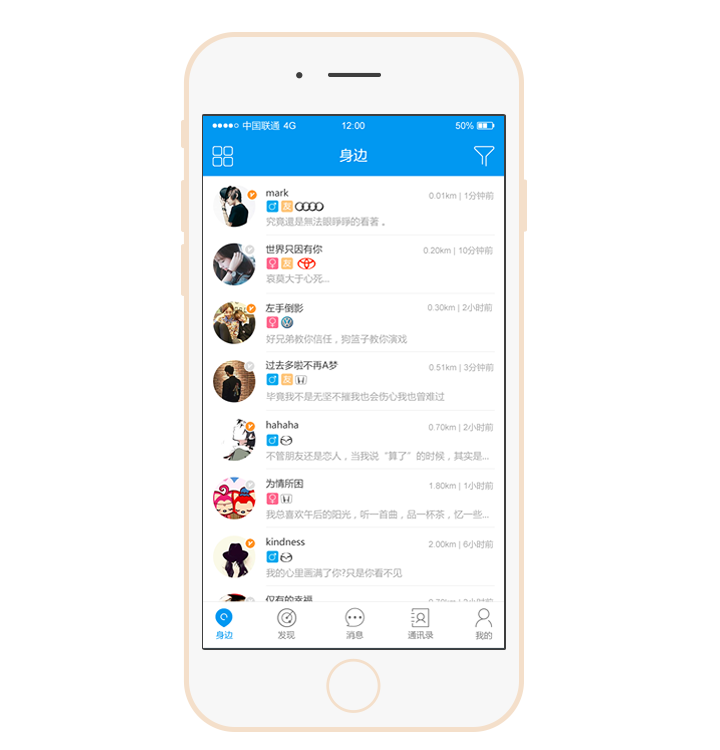 中国联通 4G 12:00 50%
身边
mark 0.01km | 1分钟前
友
究竟還是無法眼睜睜的看著 。
世界只因有你 0.20km | 10分钟前
友
哀莫大于心死...
左手倒影 0.30km | 2小时前
好兄弟教你信任，狗篮子教你演戏
过去多啦不再A梦 0.51km | 3分钟前
友
毕竟我不是无坚不摧我也会伤心我也曾难过
hahaha 0.70km | 2小时前
不管朋友还是恋人，当我说“算了”的时候，其实是...
为情所困 1.80km | 1小时前
我总喜欢午后的阳光，听一首曲，品一杯茶，忆一些...
kindness 2.00km | 6小时前
我的心里画满了你?只是你看不见
仅有的幸福
身边 发现 消息 通讯录 我的